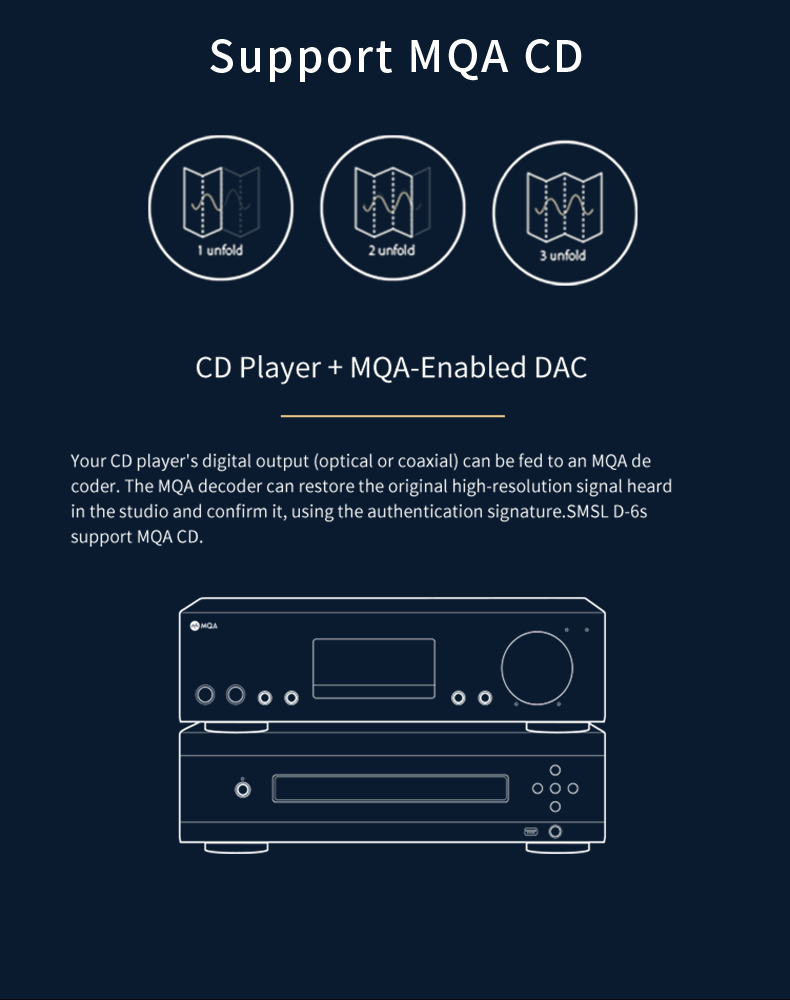 Support MQA CD
1 unfold
2 unfold
3 unfold
CD Player + MQA-Enabled DAC
Your CD player's digital output (optical or coaxial) can be fed to an MQA de
coder. The MQA decoder can restore the original high-resolution signal heard
in the studio and confirm it, using the authentication signature.SMSL D-6s
support MQA CD.
MQA